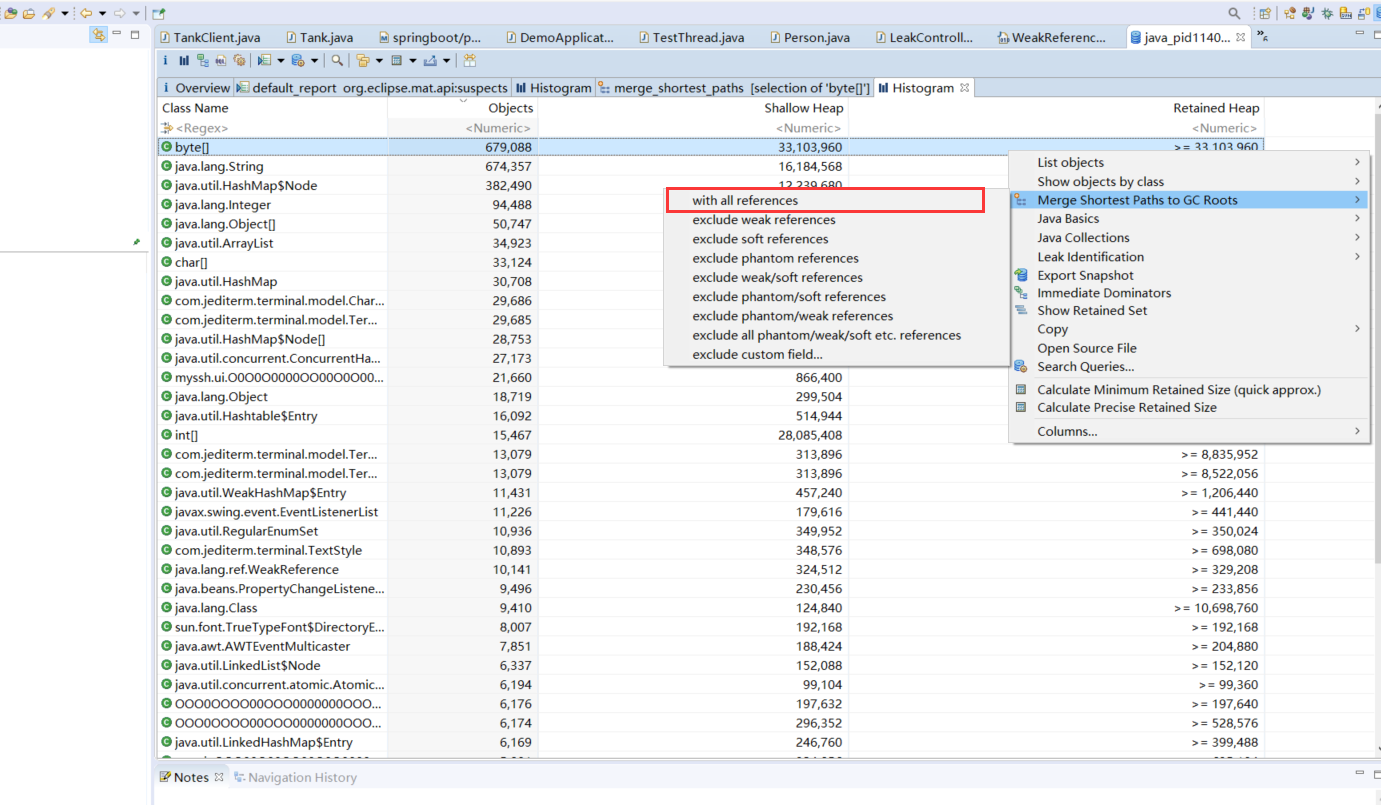 TankClient.java Tank.java springboot/p... DemoApplicat... TestThread.java Person.java LeakControll... WeakReferenc... java_pid1140...
Overview default_report org.eclipse.mat.api:suspects Histogram merge_shortest_paths [selection of 'byte[]'] Histogram
Class Name Objects Shallow Heap Retained Heap
<Regex> <Numeric> <Numeric> <Numeric>
byte[] 679,088 33,103,960 >= 33,103,960
java.lang.String 674,357 16,184,568
java.util.HashMap$Node 382,490 12,239,680
java.lang.Integer 94,488
java.lang.Object[] 50,747
java.util.ArrayList 34,923
char[] 33,124
java.util.HashMap 30,708
com.jediterm.terminal.model.Char... 29,686
com.jediterm.terminal.model.Ter... 29,685
java.util.HashMap$Node[] 28,753
java.util.concurrent.ConcurrentHa... 27,173
21,660 866,400
java.lang.Object 18,719 299,504
java.util.Hashtable$Entry 16,092 514,944
int[] 15,467 28,085,408
com.jediterm.terminal.model.Ter... 13,079 313,896 >= 8,835,952
com.jediterm.terminal.model.Ter... 13,079 313,896 >= 8,522,056
java.util.WeakHashMap$Entry 11,431 457,240 >= 1,206,440
javax.swing.event.EventListenerList 11,226 179,616 >= 441,440
java.util.RegularEnumSet 10,936 349,952 >= 350,024
com.jediterm.terminal.TextStyle 10,893 348,576 >= 698,080
java.lang.ref.WeakReference 10,141 324,512 >= 329,208
java.beans.PropertyChangeListene... 9,496 230,456 >= 233,856
java.lang.Class 9,410 124,840 >= 10,698,760
sun.font.TrueTypeFont$DirectoryE... 8,007 192,168 >= 192,168
java.awt.AWTEventMulticaster 7,851 188,424 >= 204,880
java.util.LinkedList$Node 6,337 152,088 >= 152,120
java.util.concurrent.atomic.Atomic... 6,194 99,104 >= 99,360
6,176 197,632 >= 197,640
6,174 296,352 >= 528,576
java.util.LinkedHashMap$Entry 6,169 246,760 >= 399,488
with all references
exclude weak references
exclude soft references
exclude phantom references
exclude weak/soft references
exclude phantom/soft references
exclude phantom/weak references
exclude all phantom/weak/soft etc. references
exclude custom field...
List objects
Show objects by class
Merge Shortest Paths to GC Roots
Java Basics
Java Collections
Leak Identification
Export Snapshot
Immediate Dominators
Show Retained Set
Copy
Open Source File
Search Queries...
Calculate Minimum Retained Size (quick approx.)
Calculate Precise Retained Size
Columns...
Notes Navigation History